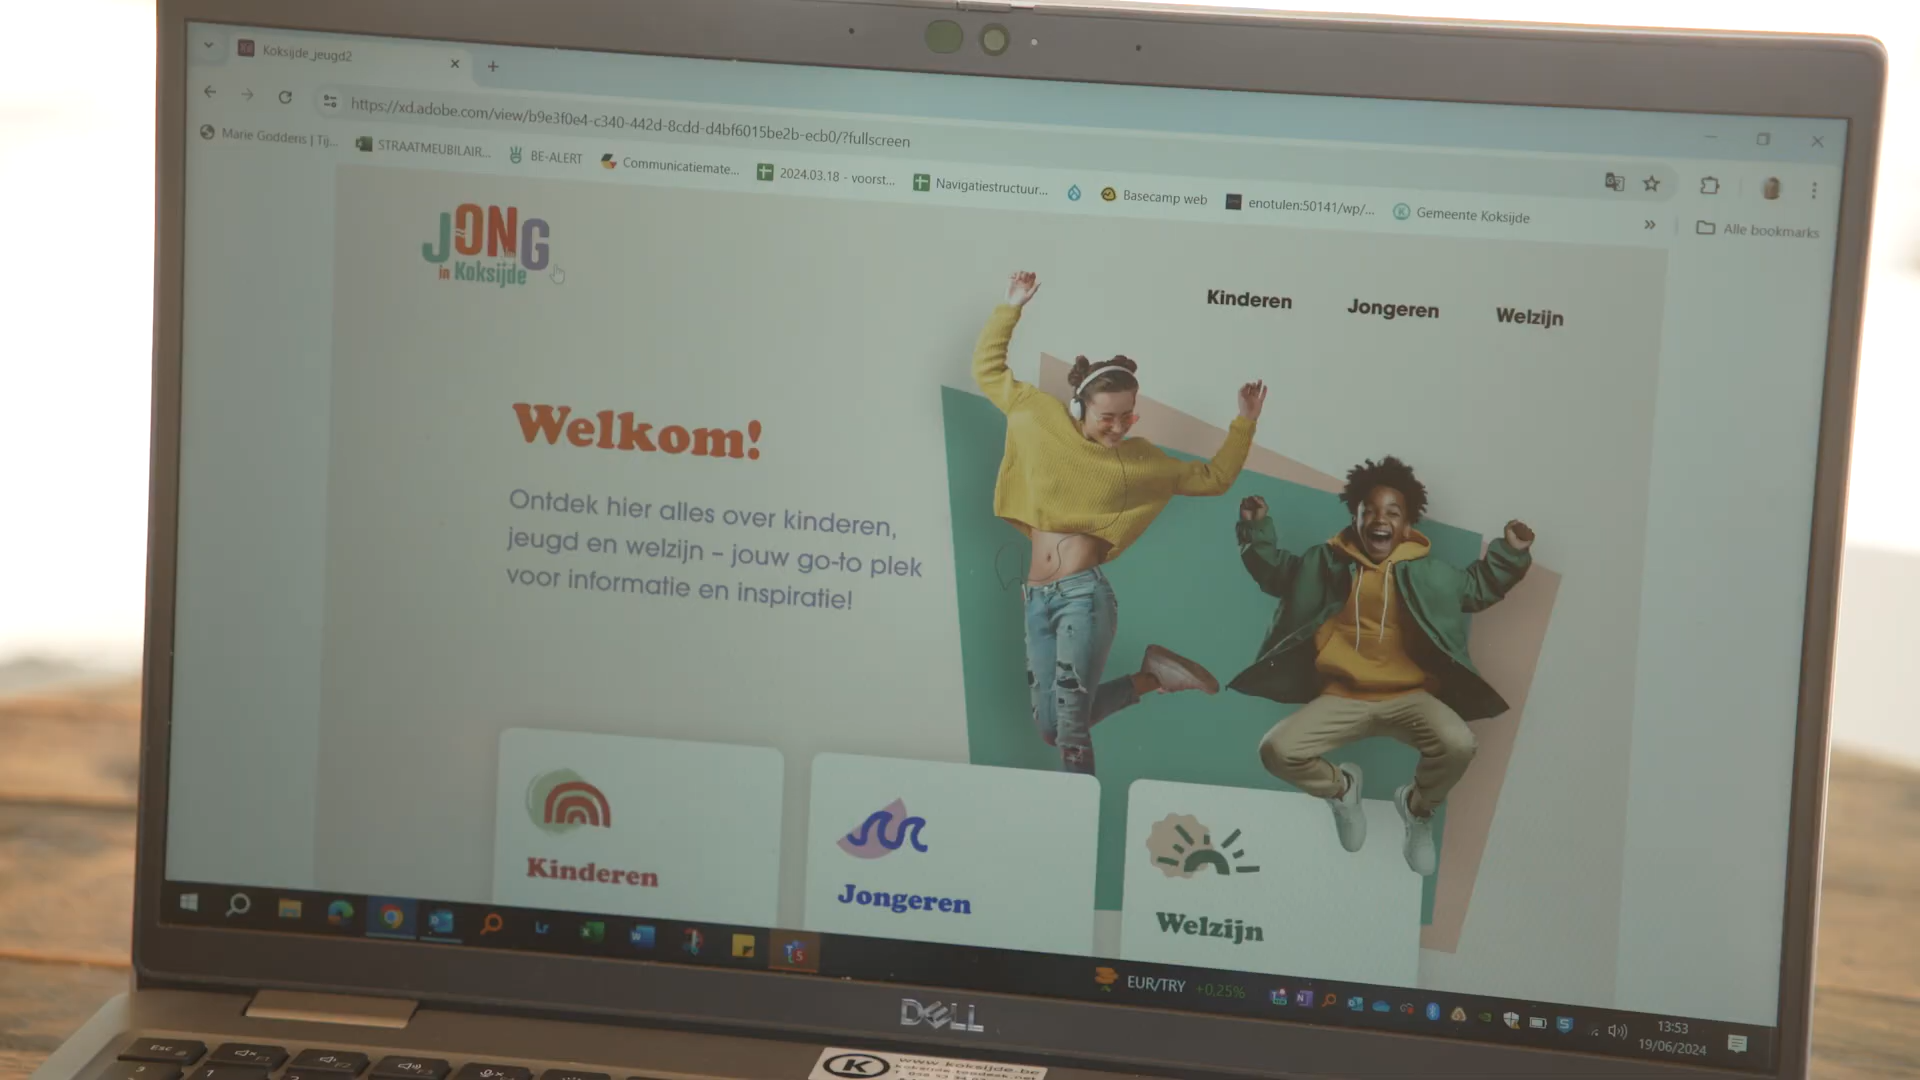 Koksijde_jeugd2
https://xd.adobe.com/view/b9e3f0e4-c340-442d-8cdd-d4bf6015be2b-ecb0/?fullscreen
Marie Goddens | Tij...
STRAATMEUBILAIR...
BE-ALERT
Communicatiemate...
2024.03.18 - voorst...
Navigatiestructuur...
Basecamp web
enotulen:50141/wp/...
Gemeente Koksijde
Alle bookmarks
JONG
in Koksijde
Kinderen Jongeren Welzijn
Welkom!
Ontdek hier alles over kinderen,
jeugd en welzijn – jouw go-to plek
voor informatie en inspiratie!
Kinderen
Jongeren
Welzijn
EUR/TRY +0,25%
13:53
19/06/2024
DELL
Esc
K
www.koksijde.be